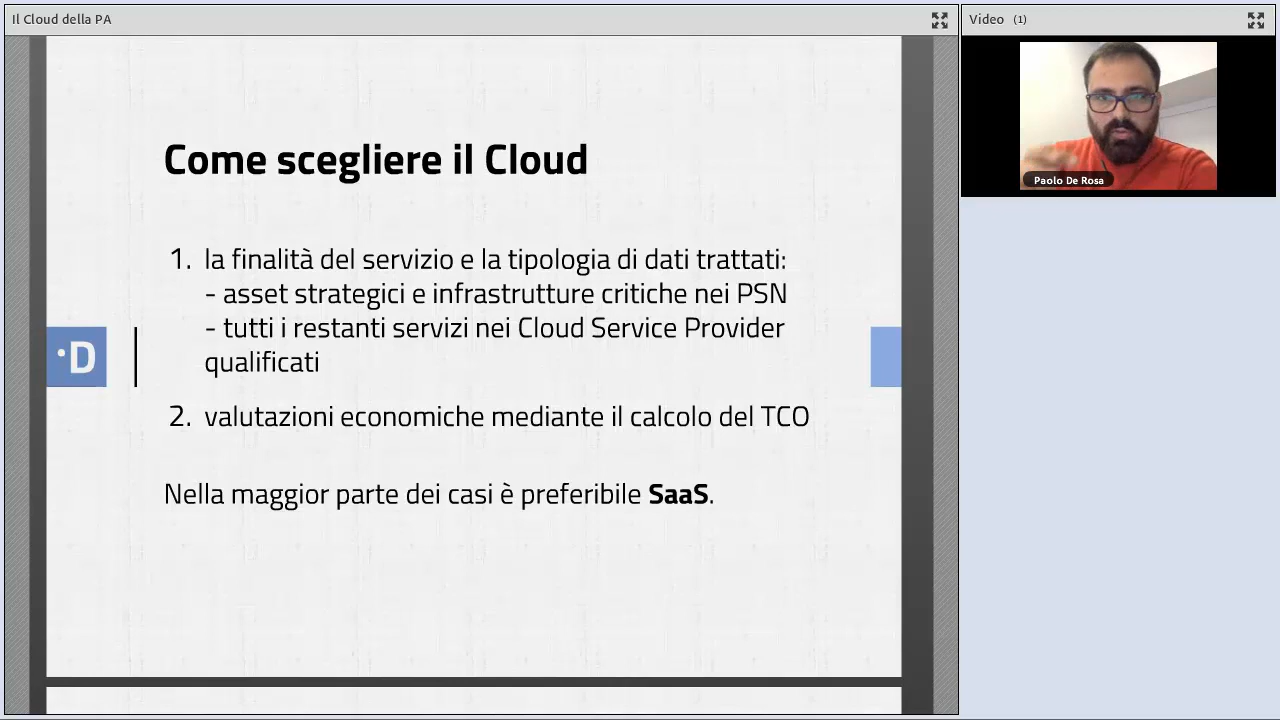 Il Cloud della PA
Video (1)
Paolo De Rosa
Come scegliere il Cloud
1. la finalità del servizio e la tipologia di dati trattati:
- asset strategici e infrastrutture critiche nei PSN
- tutti i restanti servizi nei Cloud Service Provider
qualificati
·D
2. valutazioni economiche mediante il calcolo del TCO
Nella maggior parte dei casi è preferibile SaaS.